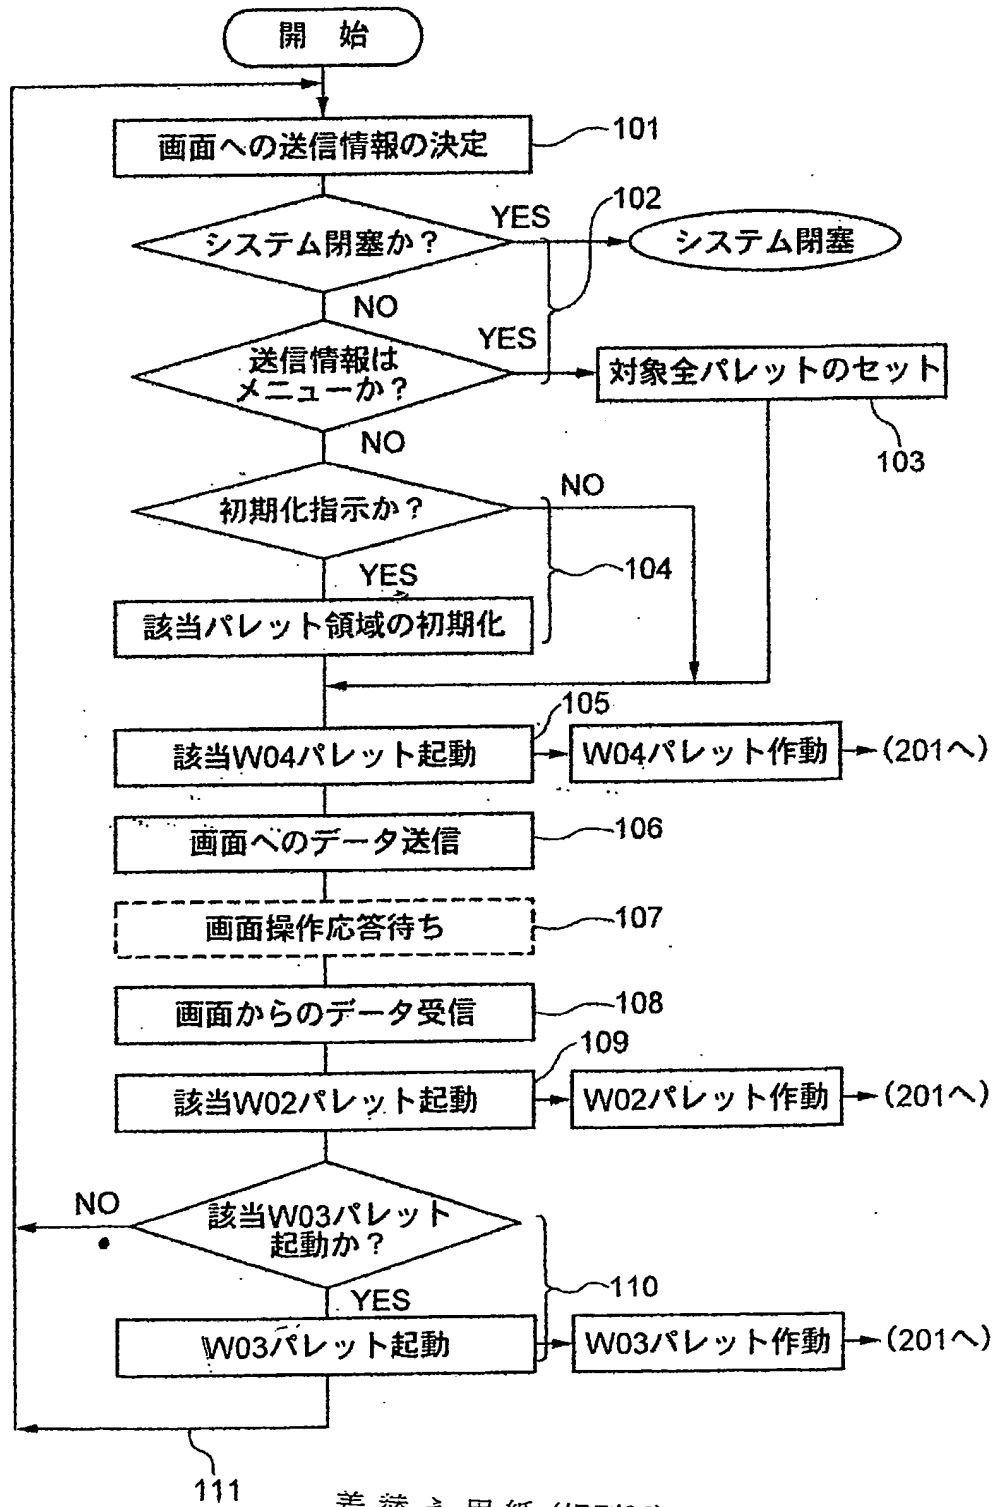 開 始
画面への送信情報の決定
101
システム閉塞か?
YES
102
システム閉塞
NO
送信情報は
メニューか?
YES
対象全パレットのセット
103
NO
初期化指示か?
NO
104
YES
該当パレット領域の初期化
105
該当W04パレット起動
W04パレット作動
(201へ)
画面へのデータ送信
106
画面操作応答待ち
107
画面からのデータ受信
108
109
該当W02パレット起動
W02パレット作動
(201へ)
NO
該当W03パレット
起動か?
110
YES
W03パレット起動
W03パレット作動
(201へ)
111